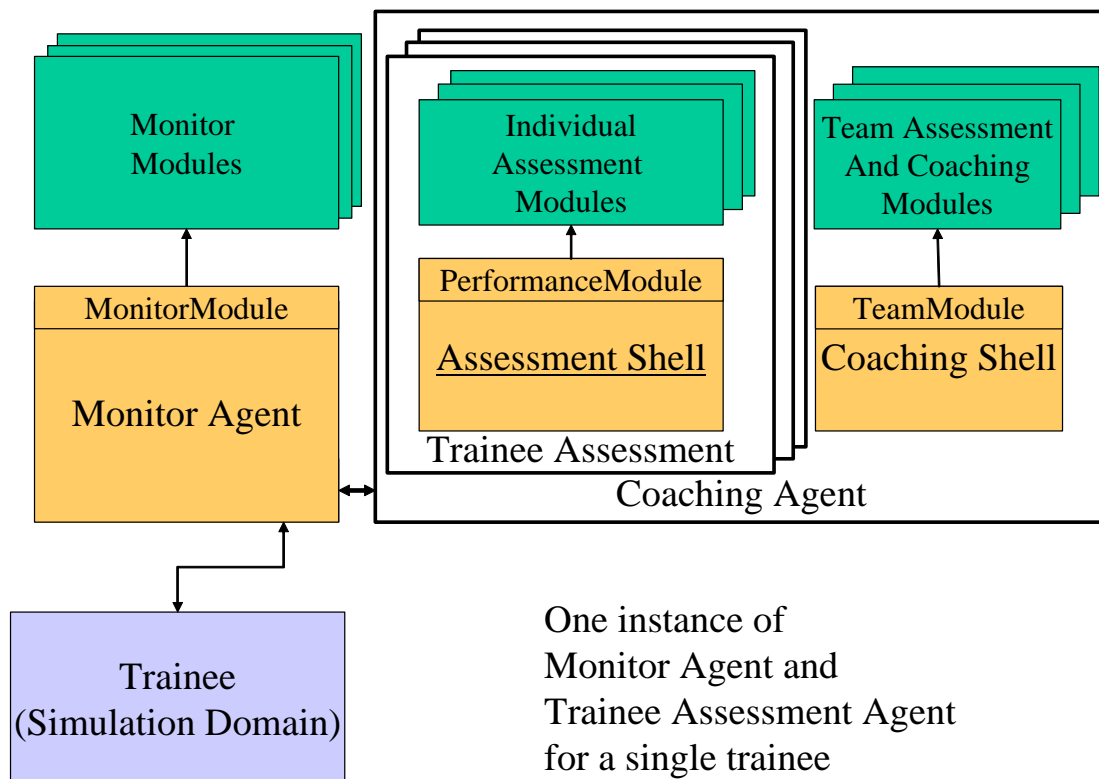 Monitor
Modules
Individual
Assessment
Modules
Team Assessment
And Coaching
Modules
MonitorModule
Monitor Agent
PerformanceModule
Assessment Shell
TeamModule
Coaching Shell
Trainee Assessment
Coaching Agent
Trainee
(Simulation Domain)
One instance of
Monitor Agent and
Trainee Assessment Agent
for a single trainee